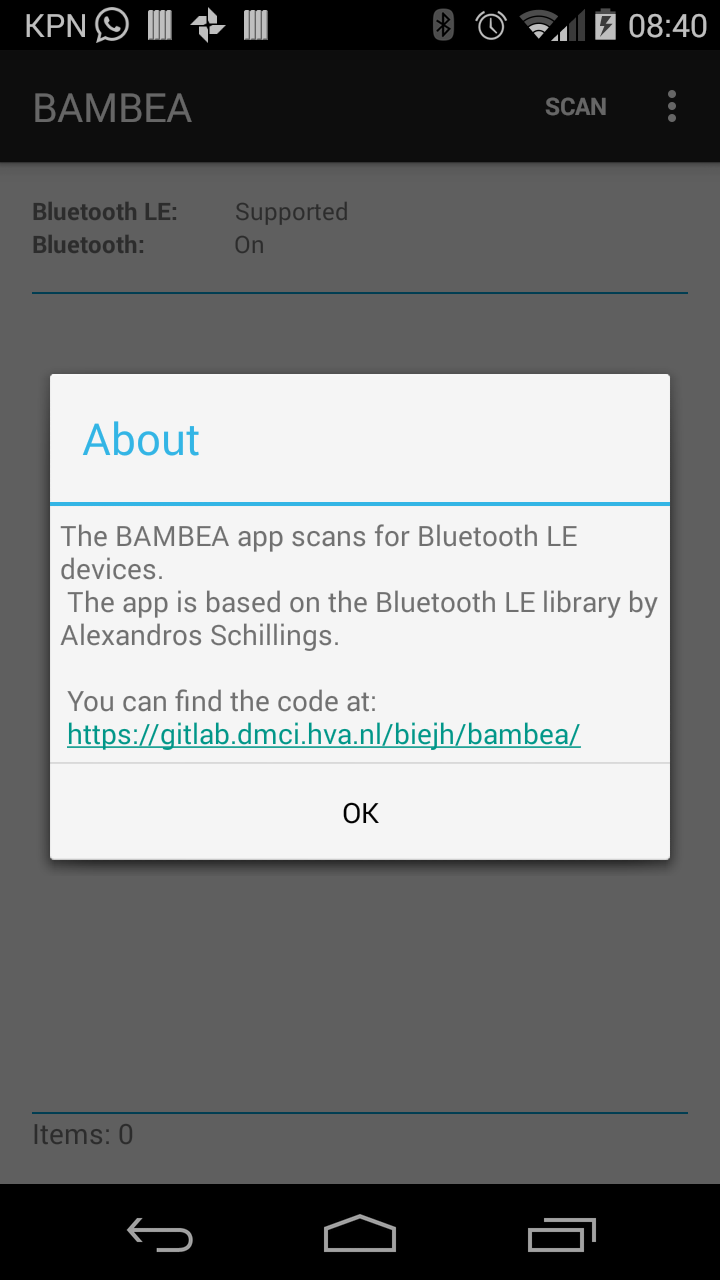 KPN 08:40
BAMBEA SCAN
Bluetooth LE: Supported
Bluetooth: On
About
The BAMBEA app scans for Bluetooth LE
devices.
The app is based on the Bluetooth LE library by
Alexandros Schillings.
You can find the code at:
https://gitlab.dmci.hva.nl/biejh/bambea/
OK
Items: 0